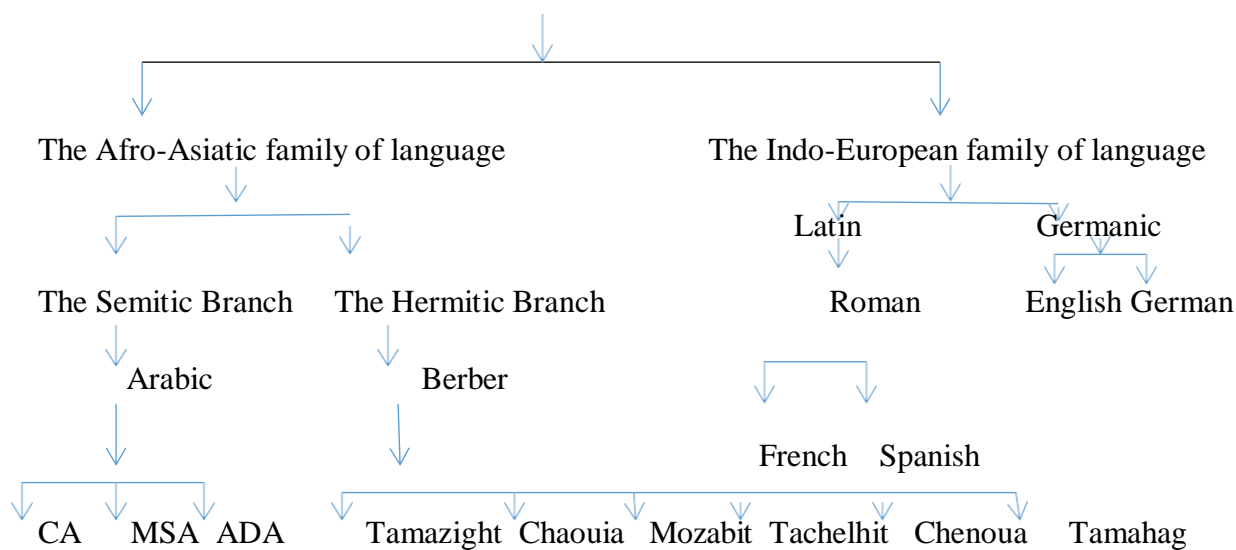 The Afro-Asiatic family of language The Indo-European family of language
Latin Germanic
The Semitic Branch The Hermitic Branch Roman English German
Arabic Berber
French Spanish
CA MSA ADA Tamazight Chaouia Mozabit Tachelhit Chenoua Tamahag